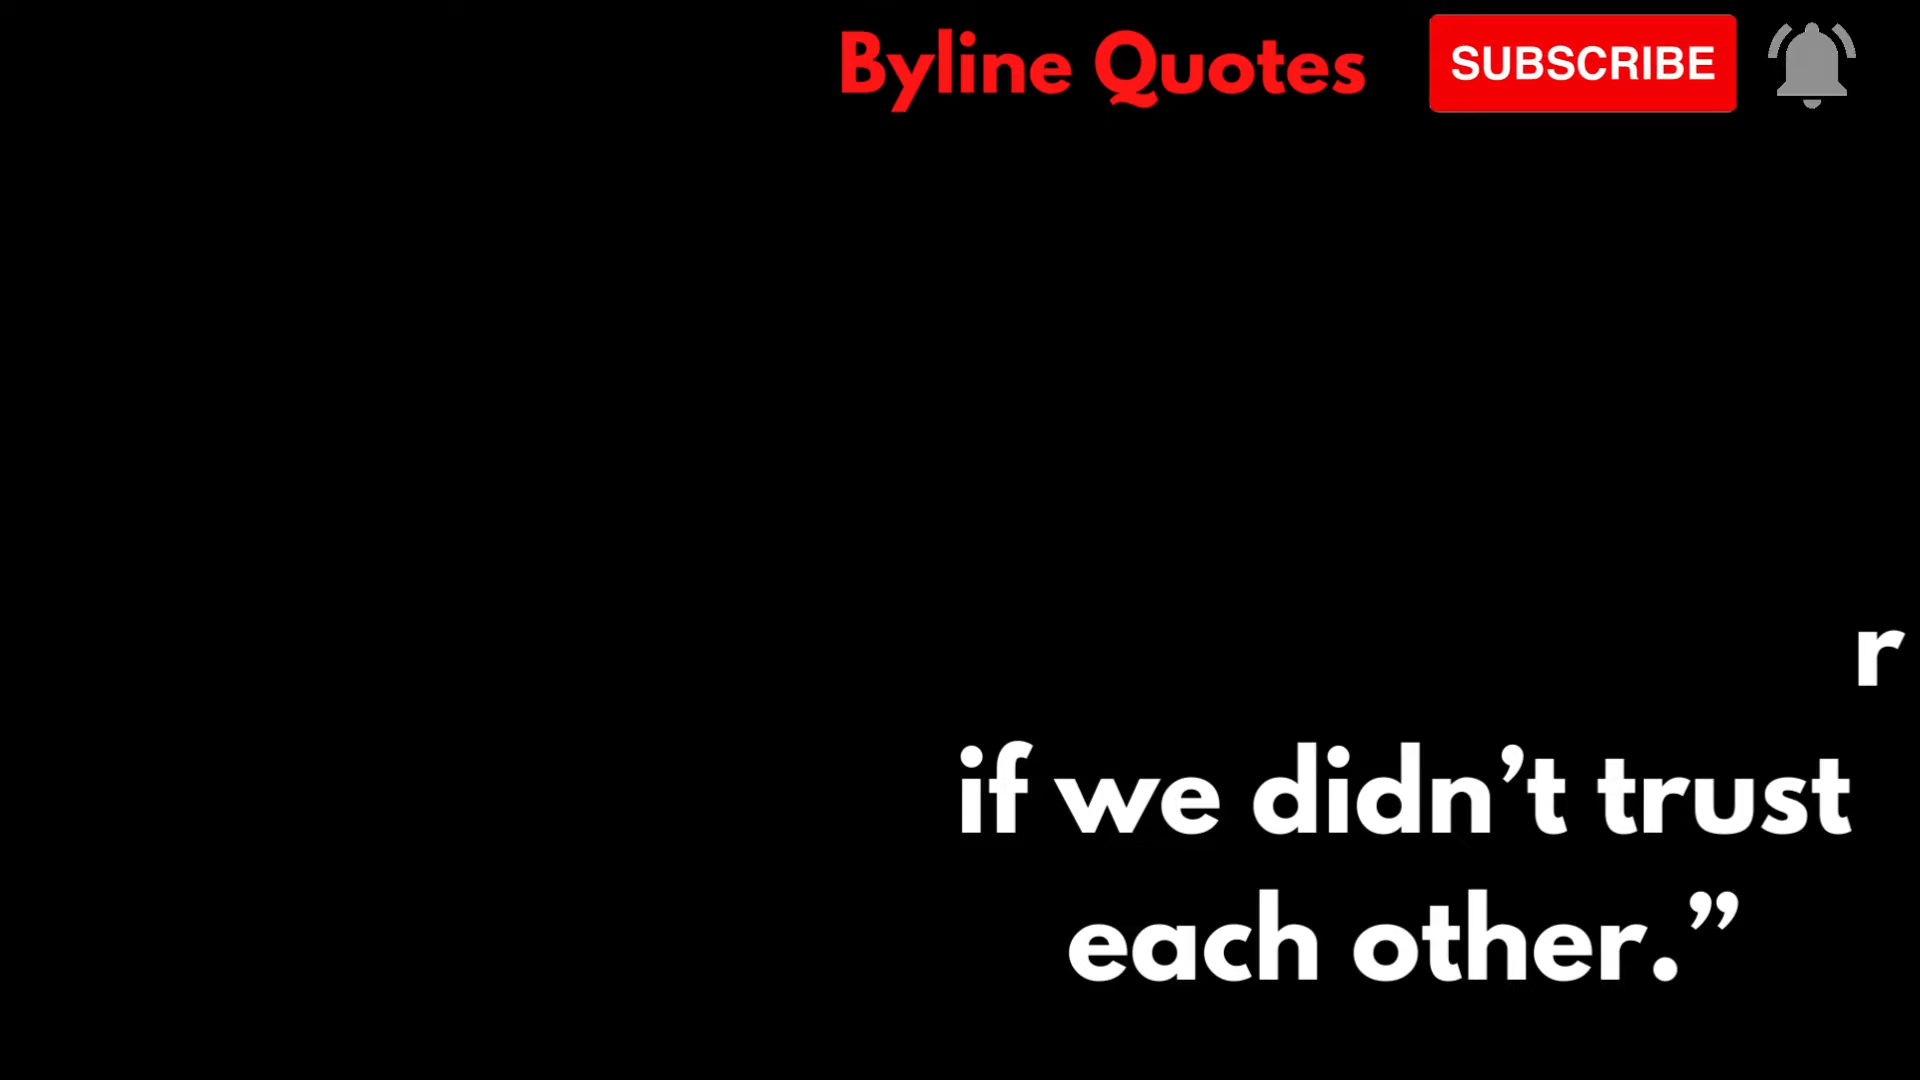 Byline Quotes
SUBSCRIBE
r
if we didn’t trust
each other.”